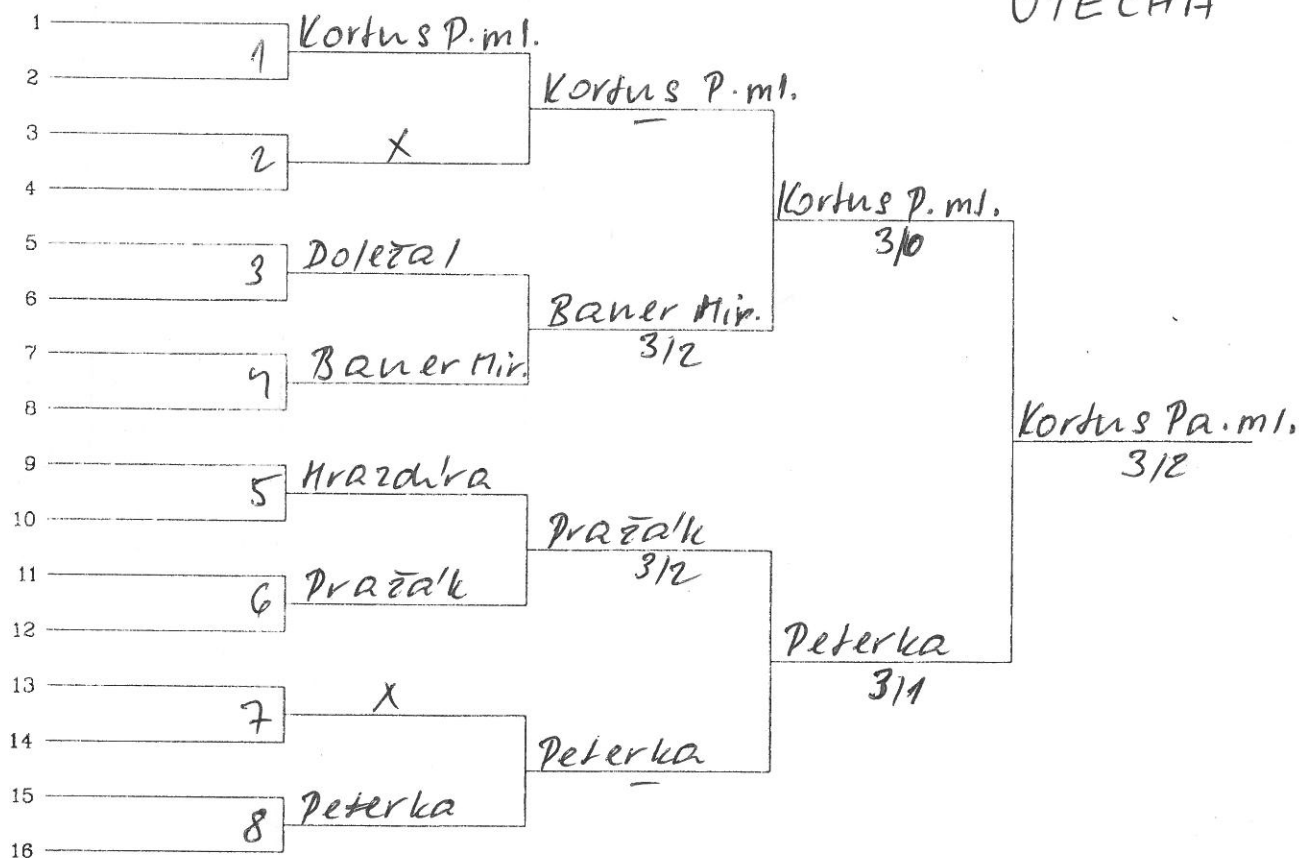 UTECHA
1
1 Kortus P. ml.
2
Kortus P. ml.
–
3
2 X
4
Kortus P. ml.
3/0
5
3 Doležal
6
Bauer Mir.
3/2
7
4 Bauer Mir.
8
Kortus Pa. ml.
3/2
9
5 Hrazdíra
10
Pražák
3/2
11
6 Pražák
12
Peterka
3/1
13
7 X
14
Peterka
–
15
8 Peterka
16